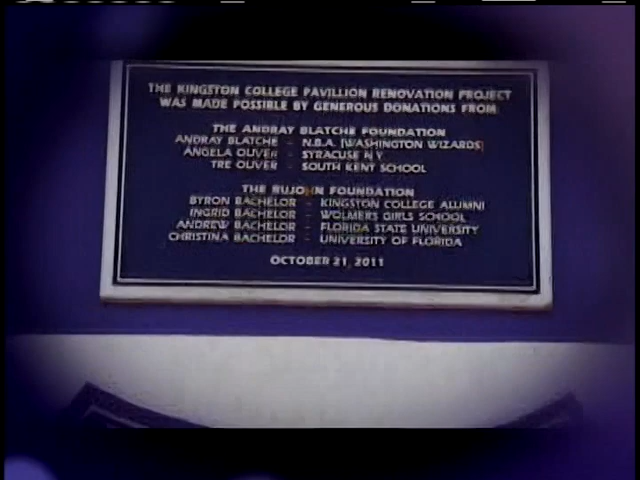 THE KINGSTON COLLEGE PAVILLION RENOVATION PROJECT
WAS MADE POSSIBLE BY GENEROUS DONATIONS FROM
THE ANDRAY BLATCHE FOUNDATION
ANDRAY BLATCHE - N.B.A. [WASHINGTON WIZARDS]
ANGELA OLIVER - SYRACUSE N Y
TRE OLIVER - SOUTH KENT SCHOOL
THE BUJOHN FOUNDATION
BYRON BACHELOR - KINGSTON COLLEGE ALUMNI
INGRID BACHELOR - WOLMERS GIRLS SCHOOL
ANDREW BACHELOR - FLORIDA STATE UNIVERSITY
CHRISTINA BACHELOR - UNIVERSITY OF FLORIDA
OCTOBER 21, 2011